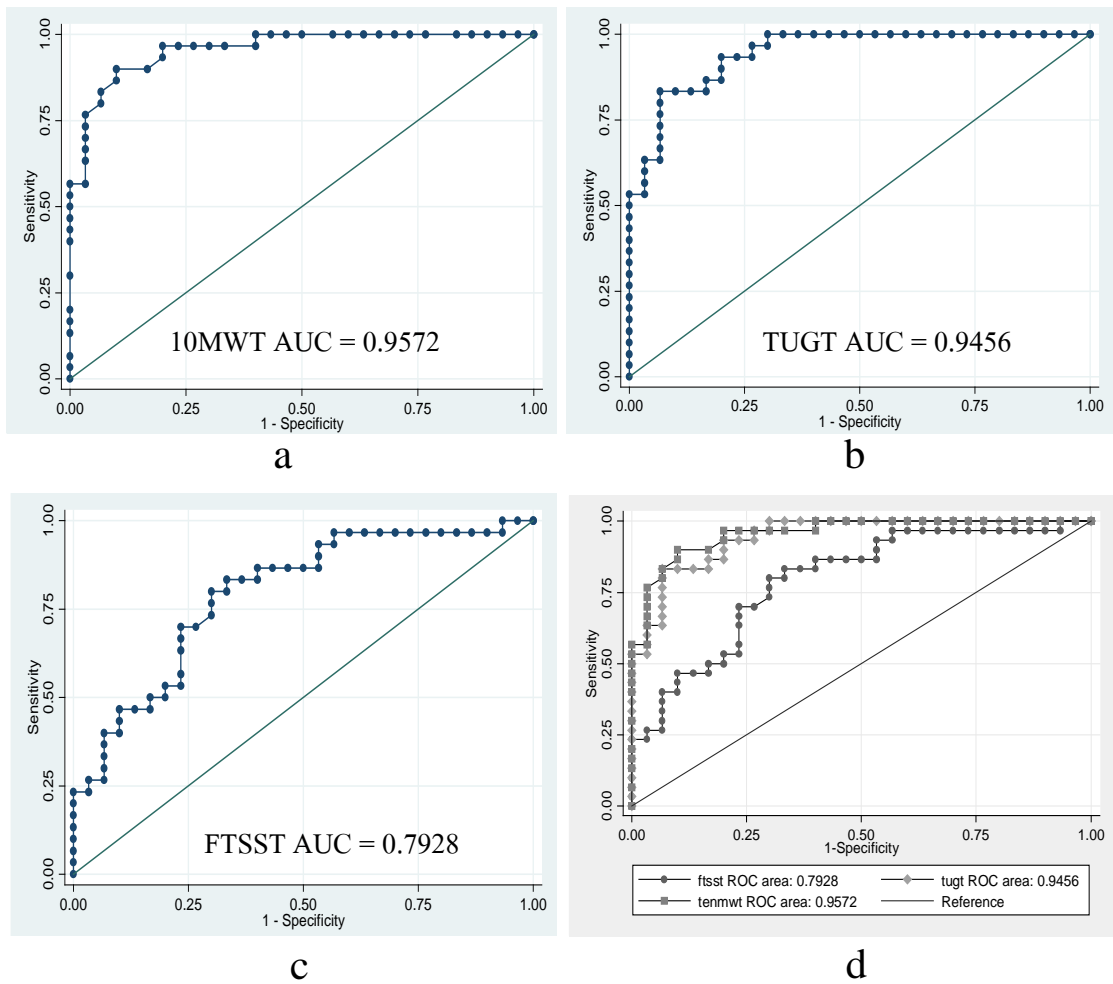 1.00
0.75
Sensitivity
0.50
0.25
0.00
10MWT AUC = 0.9572
0.00 0.25 0.50 0.75 1.00
1 - Specificity
a
1.00
0.75
Sensitivity
0.50
0.25
0.00
TUGT AUC = 0.9456
0.00 0.25 0.50 0.75 1.00
1 - Specificity
b
1.00
0.75
Sensitivity
0.50
0.25
0.00
FTSST AUC = 0.7928
0.00 0.25 0.50 0.75 1.00
1 - Specificity
c
1.00
0.75
Sensitivity
0.50
0.25
0.00
0.00 0.25 0.50 0.75 1.00
1-Specificity
ftsst ROC area: 0.7928 tugt ROC area: 0.9456
tenmwt ROC area: 0.9572 Reference
d